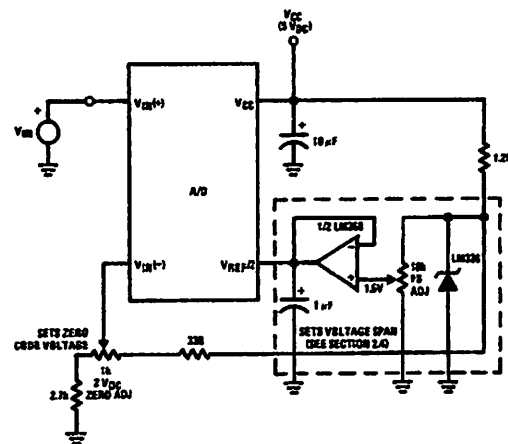 VCC
(5 VDC)
VIN(+)
VCC
+
VIN
+
10 µF
1.2k
A/D
1/2 LM358
LM336
VIN(−)
VREF/2
−
+
1.5V
10k
FS
ADJ
+
1 µF
SETS ZERO
CODE VOLTAGE
330
SETS VOLTAGE SPAN
(SEE SECTION 2.4)
1k
2 VDC
ZERO ADJ
2.7k